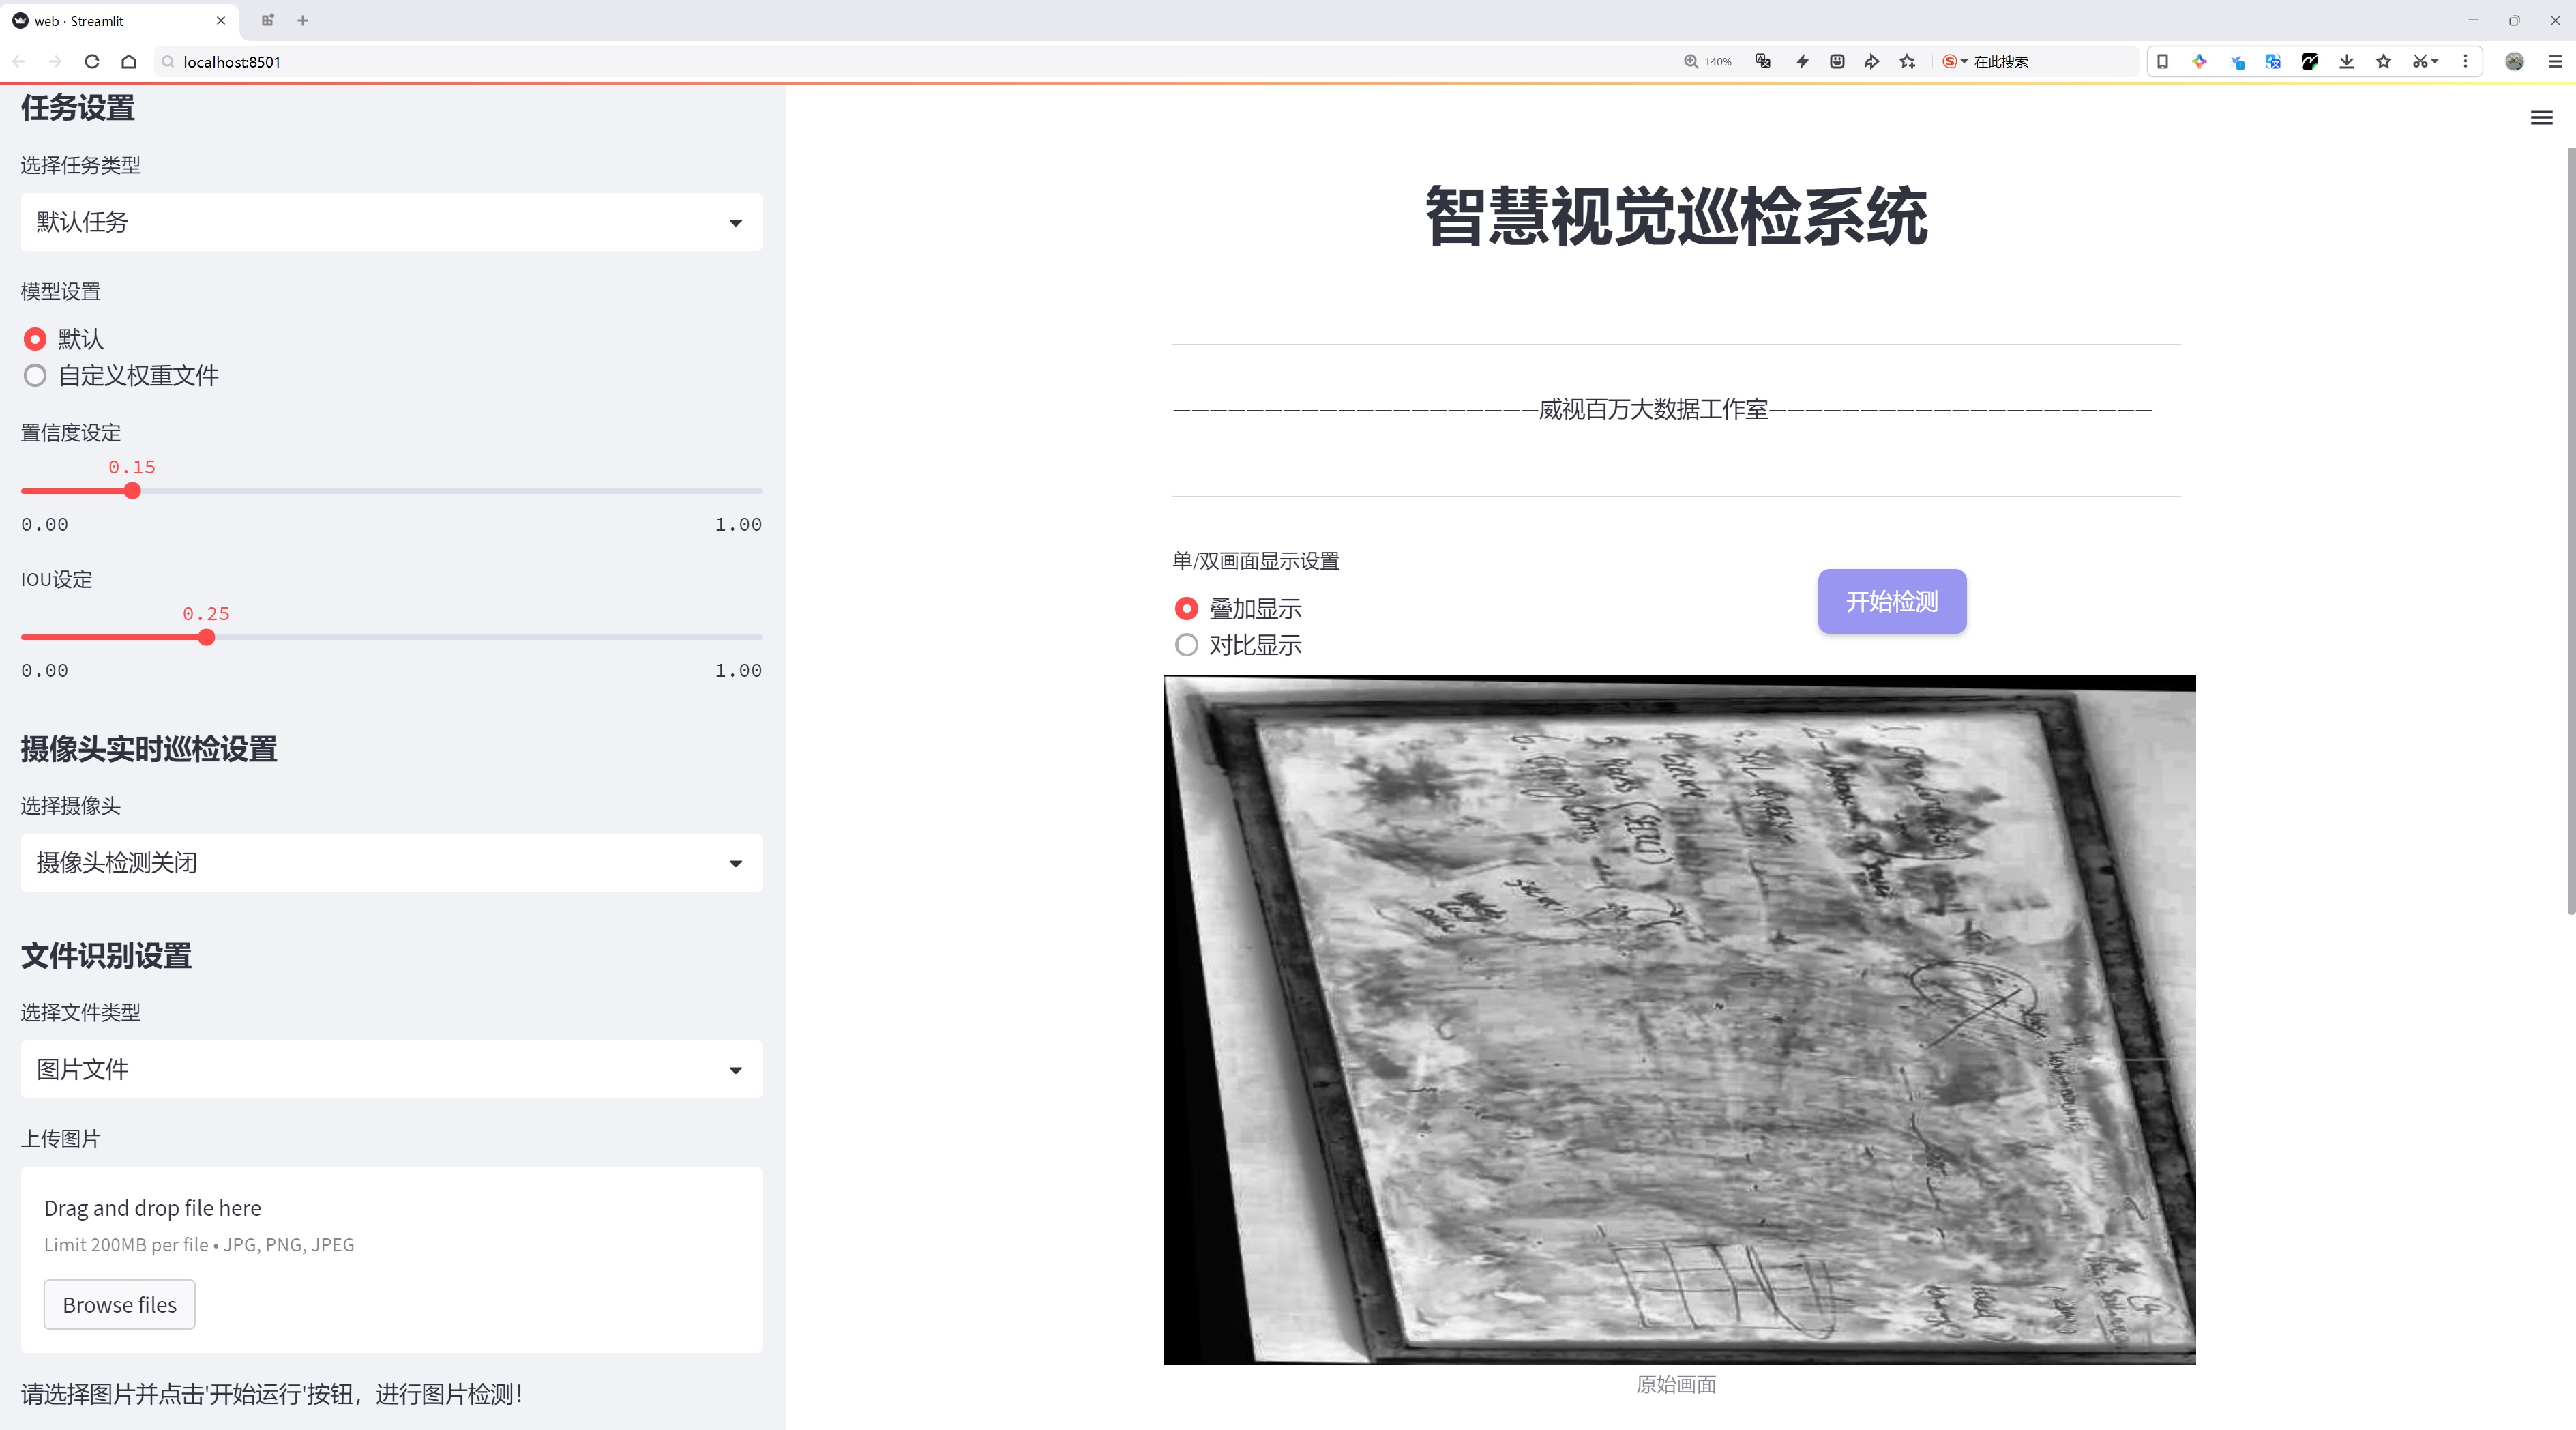 web · Streamlit
localhost:8501
140%
在此搜索
任务设置
选择任务类型
默认任务
模型设置
默认
自定义权重文件
置信度设定
0.15
0.00 1.00
IOU设定
0.25
0.00 1.00
摄像头实时巡检设置
选择摄像头
摄像头检测关闭
文件识别设置
选择文件类型
图片文件
上传图片
Drag and drop file here
Limit 200MB per file • JPG, PNG, JPEG
Browse files
请选择图片并点击'开始运行'按钮，进行图片检测！
智慧视觉巡检系统
—————————————————————威视百万大数据工作室——————————————————————
单/双画面显示设置
叠加显示
对比显示
开始检测
原始画面